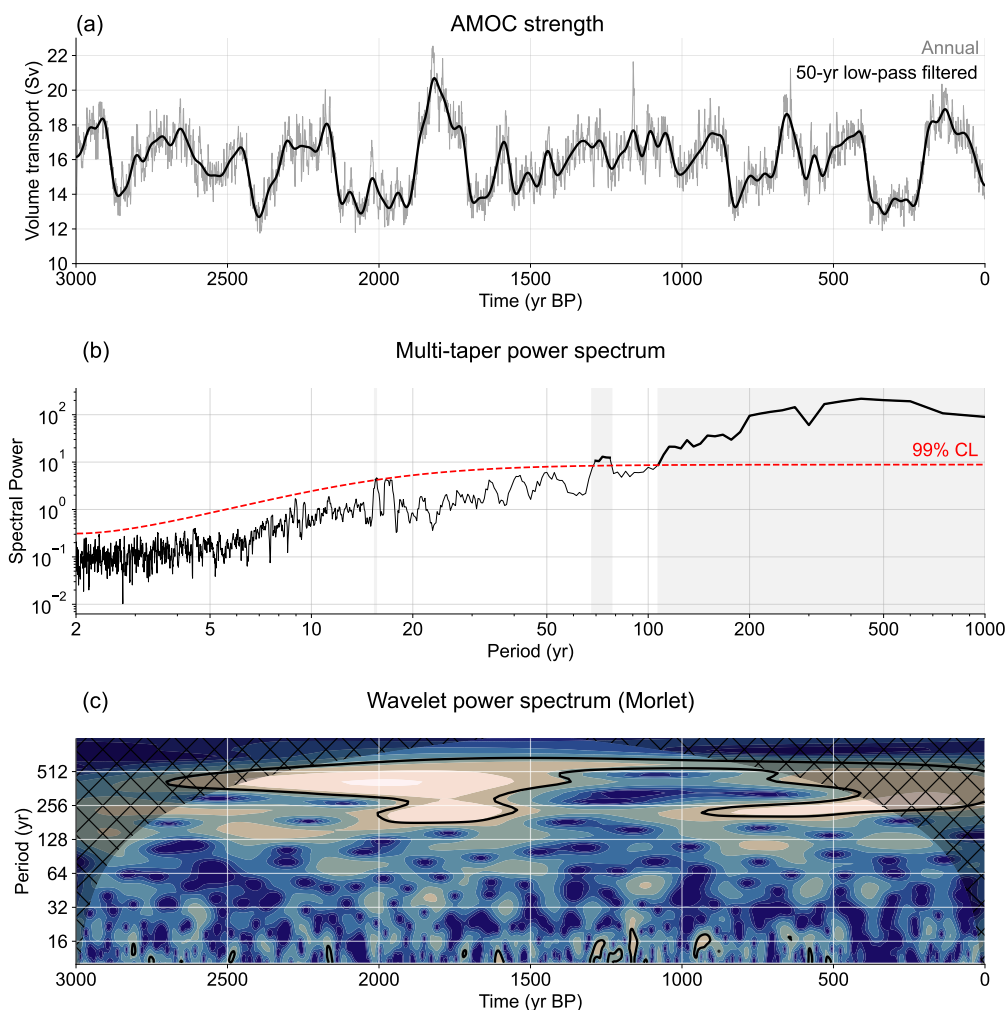 (a)
AMOC strength
Annual
50-yr low-pass filtered
Volume transport (Sv)
22
20
18
16
14
12
10
3000 2500 2000 1500 1000 500 0
Time (yr BP)
(b)
Multi-taper power spectrum
99% CL
Spectral Power
10² 
10¹
10⁰
10⁻¹
10⁻²
2 5 10 20 50 100 200 500 1000
Period (yr)
(c)
Wavelet power spectrum (Morlet)
Period (yr)
512
256
128
64
32
16
3000 2500 2000 1500 1000 500 0
Time (yr BP)